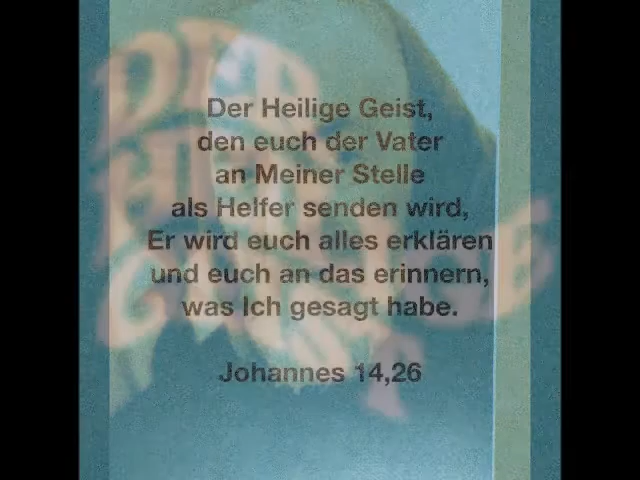 Der Heilige Geist,
den euch der Vater
an Meiner Stelle
als Helfer senden wird,
Er wird euch alles erklären
und euch an das erinnern,
was Ich gesagt habe.
Johannes 14,26